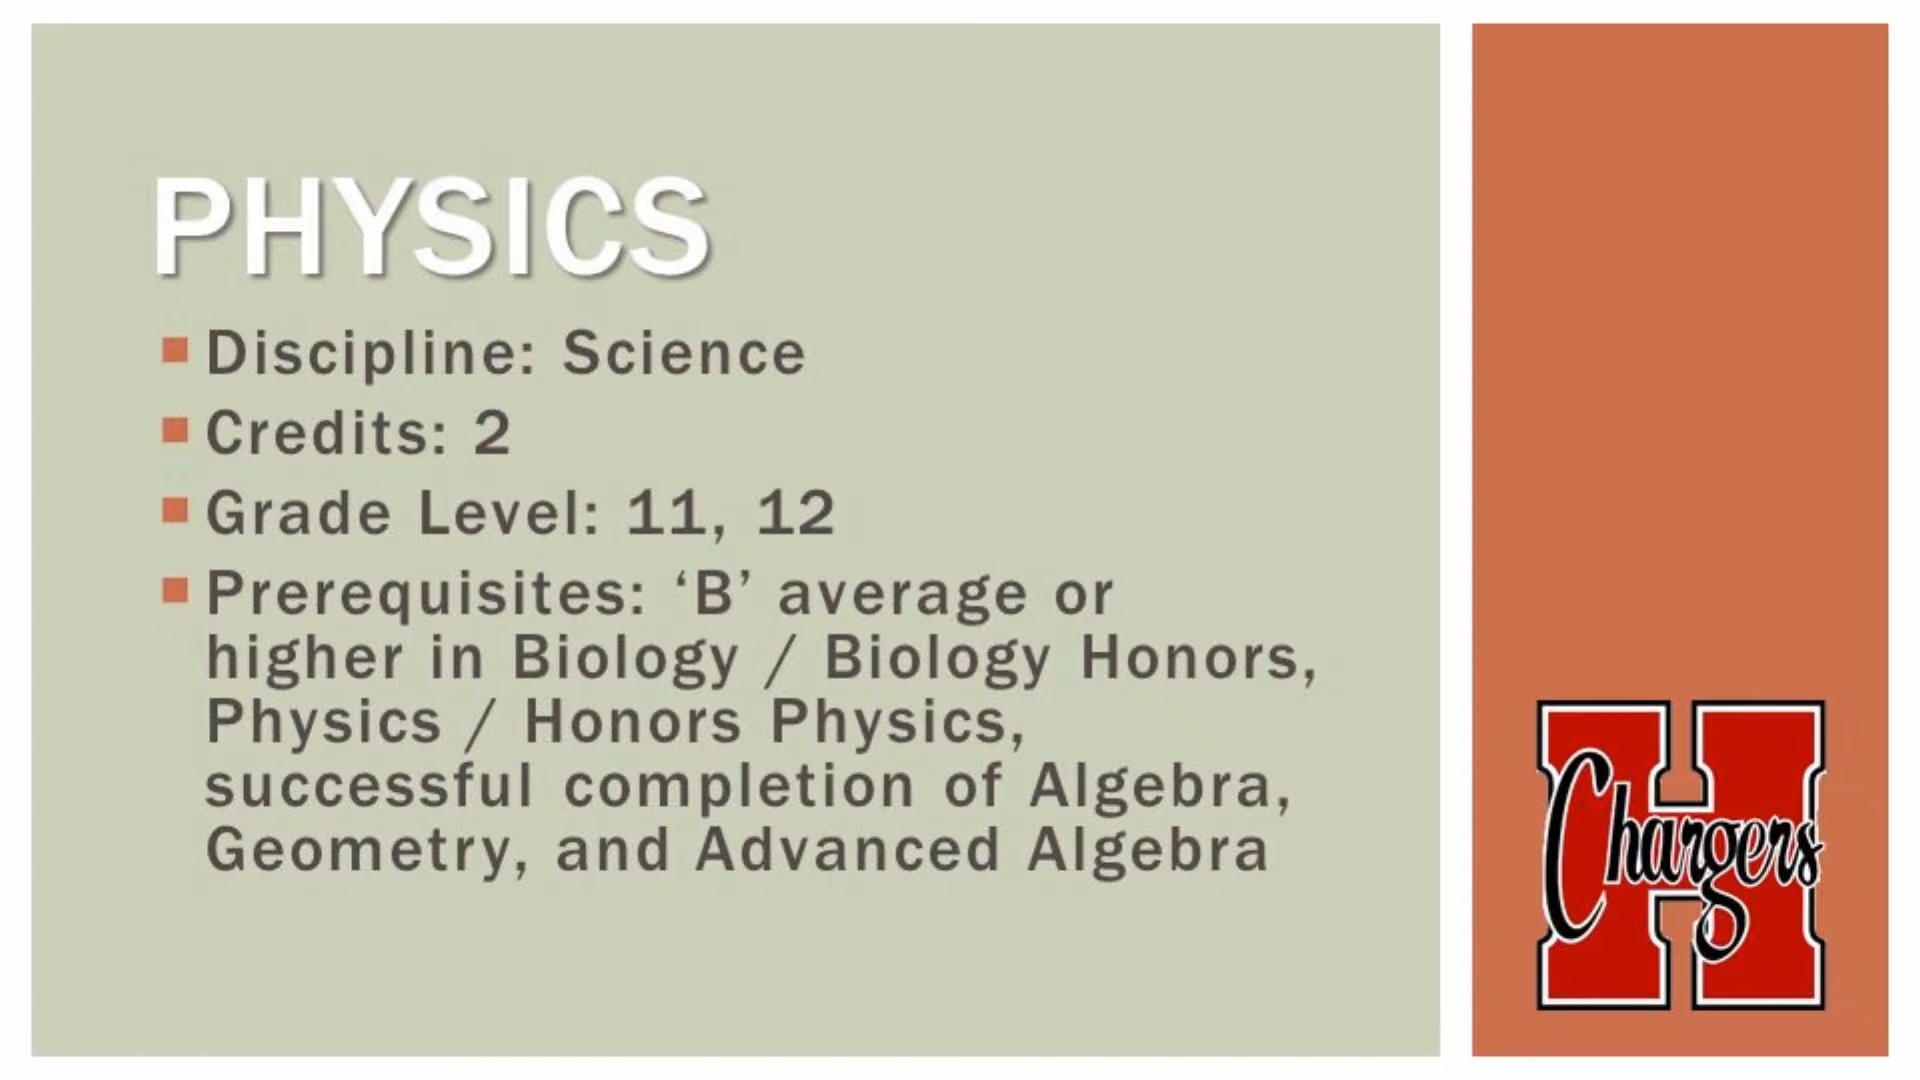 PHYSICS
Discipline: Science
Credits: 2
Grade Level: 11, 12
Prerequisites: ‘B’ average or
higher in Biology / Biology Honors,
Physics / Honors Physics,
successful completion of Algebra,
Geometry, and Advanced Algebra
H
Chargers